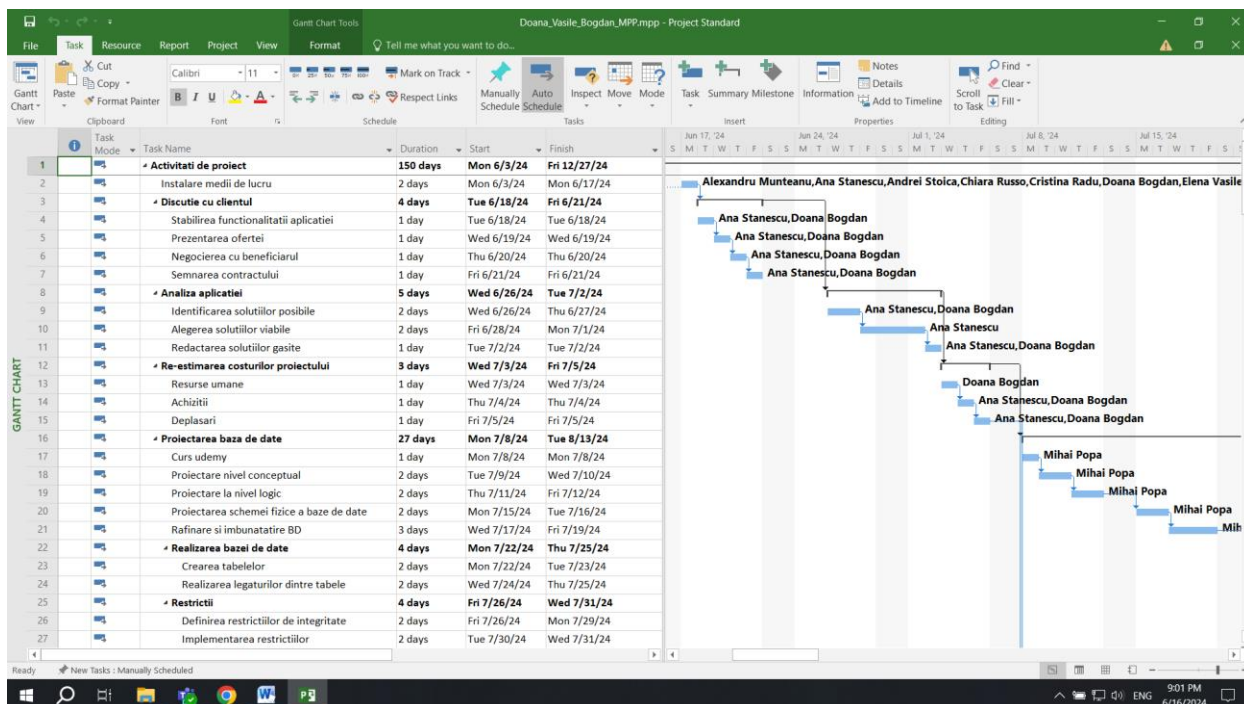 Gantt Chart Tools
Doana_Vasile_Bogdan_MPP.mpp - Project Standard
File Task Resource Report Project View Format Tell me what you want to do...
Gantt Chart
View
Paste
Cut
Copy
Format Painter
Clipboard
Calibri 11
B I U A
Font
Mark on Track
Respect Links
Schedule
Manually Schedule
Auto Schedule
Inspect Move Mode
Tasks
Task Summary Milestone
Insert
Information
Notes
Details
Add to Timeline
Properties
Scroll to Task
Find
Clear
Fill
Editing
Task Mode Task Name Duration Start Finish
Jun 17, '24 Jun 24, '24 Jul 1, '24 Jul 8, '24 Jul 15, '24
S M T W T F S S M T W T F S S M T W T F S S M T W T F S S M T W T F S
1 Activitati de proiect 150 days Mon 6/3/24 Fri 12/27/24
2 Instalare medii de lucru 2 days Mon 6/3/24 Mon 6/17/24 Alexandru Munteanu,Ana Stanescu,Andrei Stoica,Chiara Russo,Cristina Radu,Doana Bogdan,Elena Vasile
3 Discutie cu clientul 4 days Tue 6/18/24 Fri 6/21/24
4 Stabilirea functionalitatii aplicatiei 1 day Tue 6/18/24 Tue 6/18/24 Ana Stanescu,Doana Bogdan
5 Prezentarea ofertei 1 day Wed 6/19/24 Wed 6/19/24 Ana Stanescu,Doana Bogdan
6 Negocierea cu beneficiarul 1 day Thu 6/20/24 Thu 6/20/24 Ana Stanescu,Doana Bogdan
7 Semnarea contractului 1 day Fri 6/21/24 Fri 6/21/24 Ana Stanescu,Doana Bogdan
8 Analiza aplicatiei 5 days Wed 6/26/24 Tue 7/2/24
9 Identificarea solutiilor posibile 2 days Wed 6/26/24 Thu 6/27/24 Ana Stanescu,Doana Bogdan
10 Alegerea solutiilor viabile 2 days Fri 6/28/24 Mon 7/1/24 Ana Stanescu
11 Redactarea solutiilor gasite 1 day Tue 7/2/24 Tue 7/2/24 Ana Stanescu,Doana Bogdan
12 Re-estimarea costurilor proiectului 3 days Wed 7/3/24 Fri 7/5/24
13 Resurse umane 1 day Wed 7/3/24 Wed 7/3/24 Doana Bogdan
14 Achizitii 1 day Thu 7/4/24 Thu 7/4/24 Ana Stanescu,Doana Bogdan
15 Deplasari 1 day Fri 7/5/24 Fri 7/5/24 Ana Stanescu,Doana Bogdan
16 Proiectarea baza de date 27 days Mon 7/8/24 Tue 8/13/24
17 Curs udemy 1 day Mon 7/8/24 Mon 7/8/24 Mihai Popa
18 Proiectare nivel conceptual 2 days Tue 7/9/24 Wed 7/10/24 Mihai Popa
19 Proiectare la nivel logic 2 days Thu 7/11/24 Fri 7/12/24 Mihai Popa
20 Proiectarea schemei fizice a baze de date 2 days Mon 7/15/24 Tue 7/16/24 Mihai Popa
21 Rafinare si imbunatatire BD 3 days Wed 7/17/24 Fri 7/19/24 Mih
22 Realizarea bazei de date 4 days Mon 7/22/24 Thu 7/25/24
23 Crearea tabelelor 2 days Mon 7/22/24 Tue 7/23/24
24 Realizarea legaturilor dintre tabele 2 days Wed 7/24/24 Thu 7/25/24
25 Restrictii 4 days Fri 7/26/24 Wed 7/31/24
26 Definirea restrictiilor de integritate 2 days Fri 7/26/24 Mon 7/29/24
27 Implementarea restrictiilor 2 days Tue 7/30/24 Wed 7/31/24
GANTT CHART
Ready New Tasks : Manually Scheduled
ENG
9:01 PM
6/16/2024